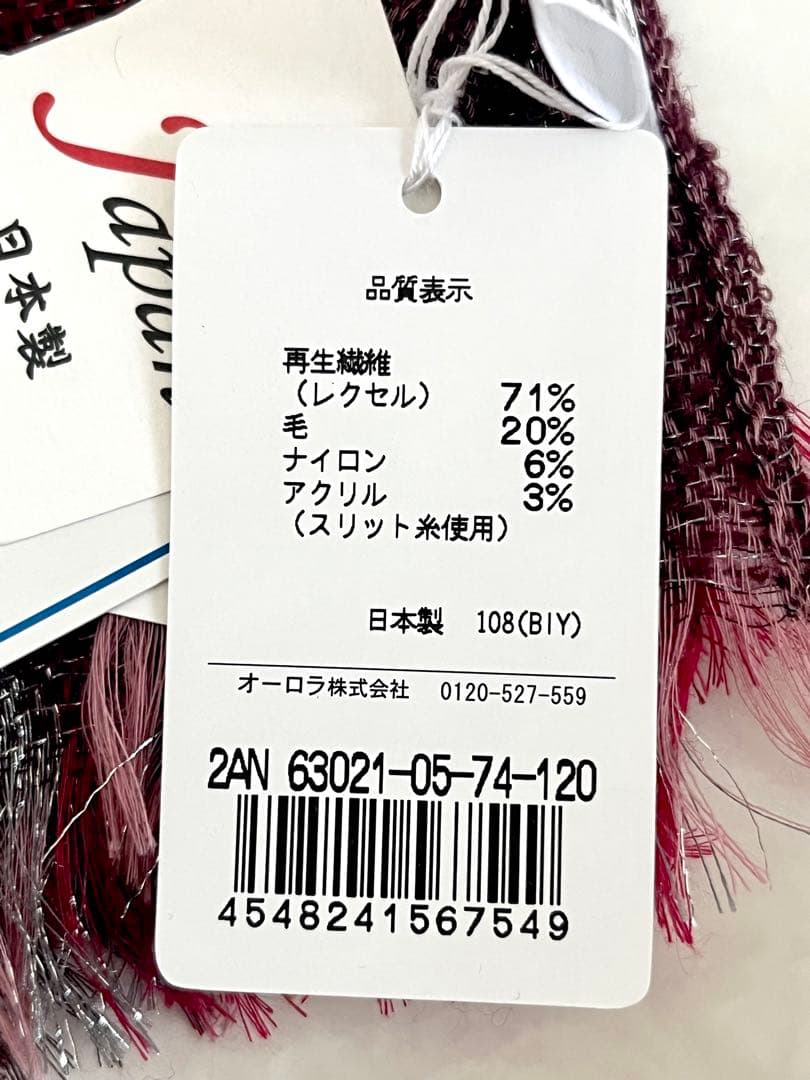 Japan
日本製
品質表示
再生繊維
（レクセル） 71%
毛 20%
ナイロン 6%
アクリル 3%
（スリット糸使用）
日本製 108(BIY)
オーロラ株式会社 0120-527-559
2AN 63021-05-74-120
4548241567549